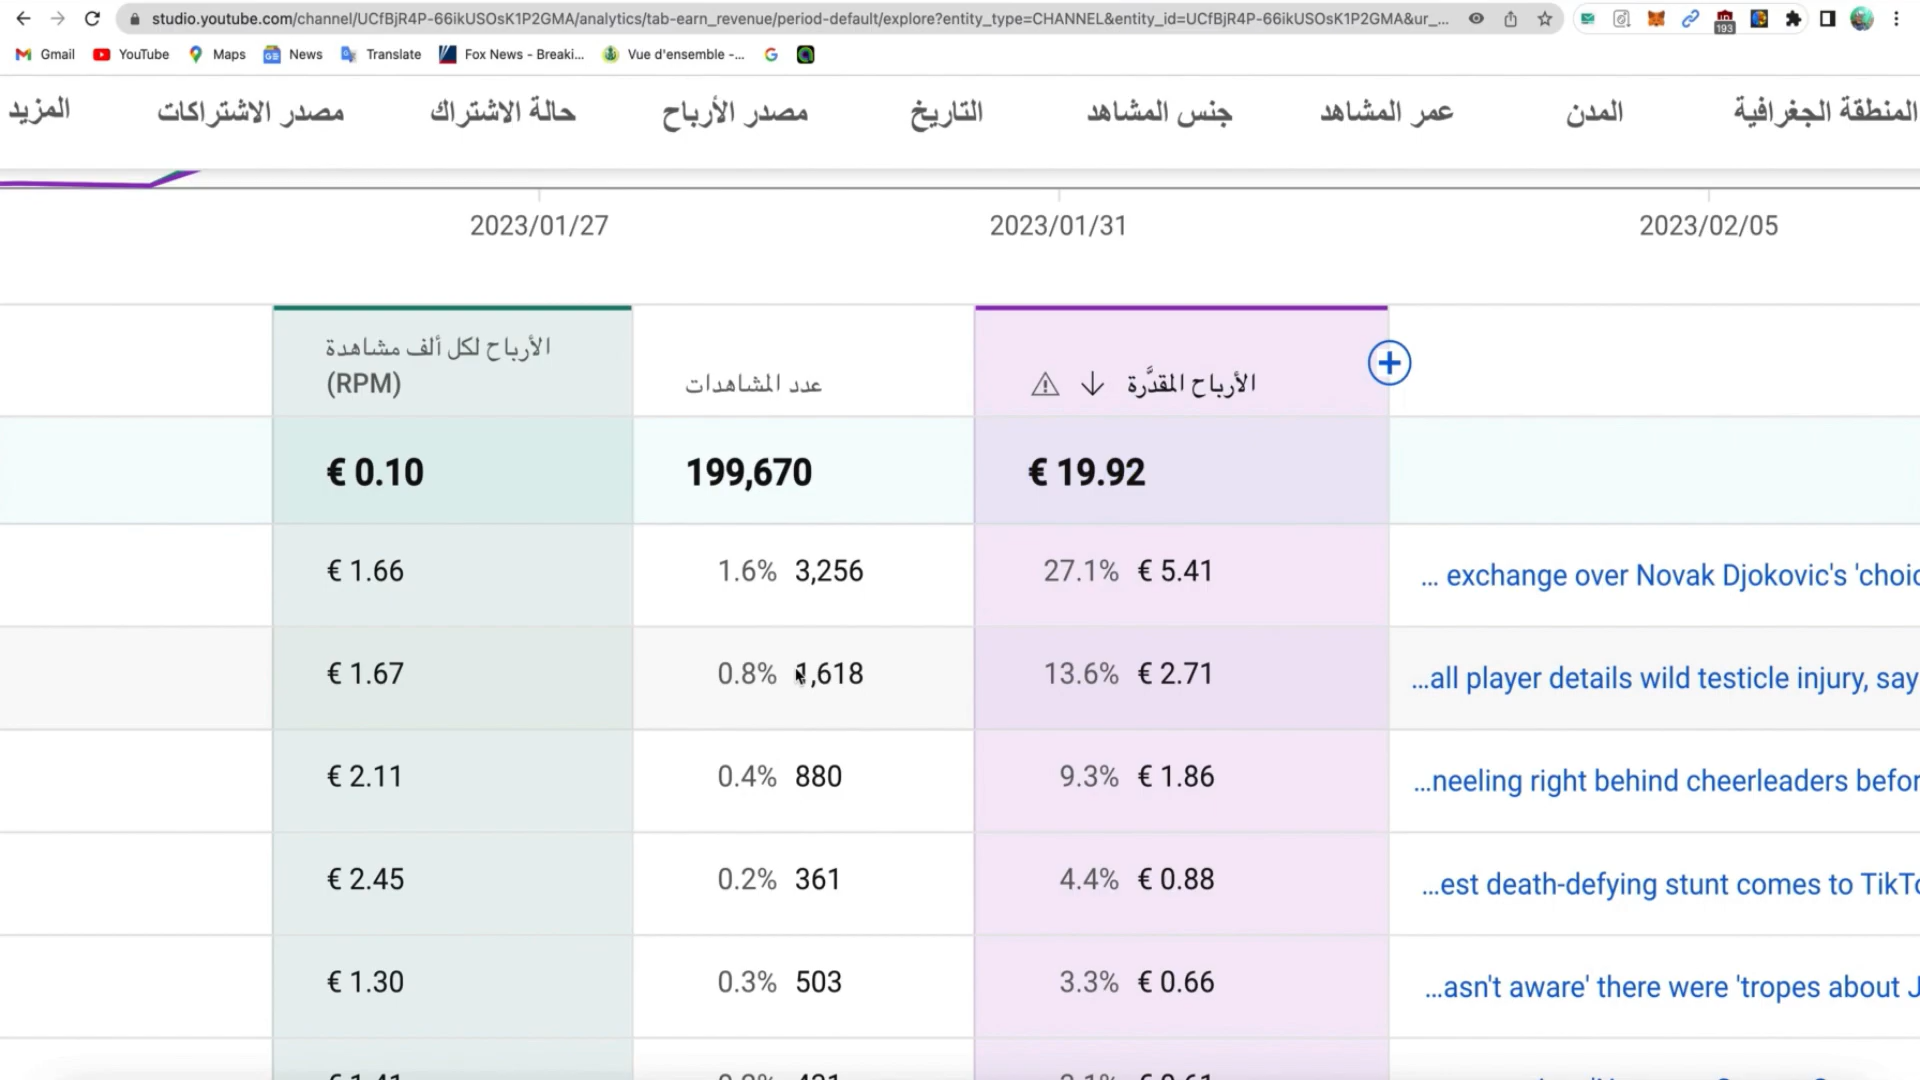 studio.youtube.com/channel/UCfBjR4P-66ikUSOsK1P2GMA/analytics/tab-earn_revenue/period-default/explore?entity_type=CHANNEL&entity_id=UCfBjR4P-66ikUSOsK1P2GMA&ur_...
193
Gmail YouTube Maps News Translate Fox News - Breaki... Vue d'ensemble -...
المنطقة الجغرافية المدن عمر المشاهد جنس المشاهد التاريخ مصدر الأرباح حالة الاشتراك مصدر الاشتراكات المزيد
2023/01/27 2023/01/31 2023/02/05
الأرباح المقدَّرة
عدد المشاهدات
الأرباح لكل ألف مشاهدة
(RPM)
€ 0.10 199,670 € 19.92
€ 1.66 1.6% 3,256 27.1% € 5.41 ... exchange over Novak Djokovic's 'choic
€ 1.67 0.8% 1,618 13.6% € 2.71 ...all player details wild testicle injury, say
€ 2.11 0.4% 880 9.3% € 1.86 ...neeling right behind cheerleaders befor
€ 2.45 0.2% 361 4.4% € 0.88 ...est death-defying stunt comes to TikTo
€ 1.30 0.3% 503 3.3% € 0.66 ...asn't aware' there were 'tropes about J